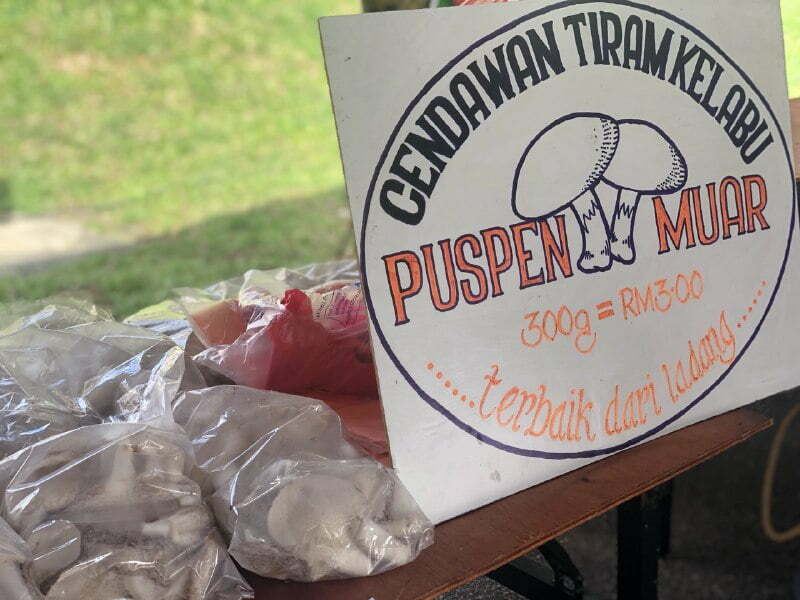 CENDAWAN TIRAM KELABU
PUSPEN MUAR
300g = RM3.00
......terbaik dari ladang......